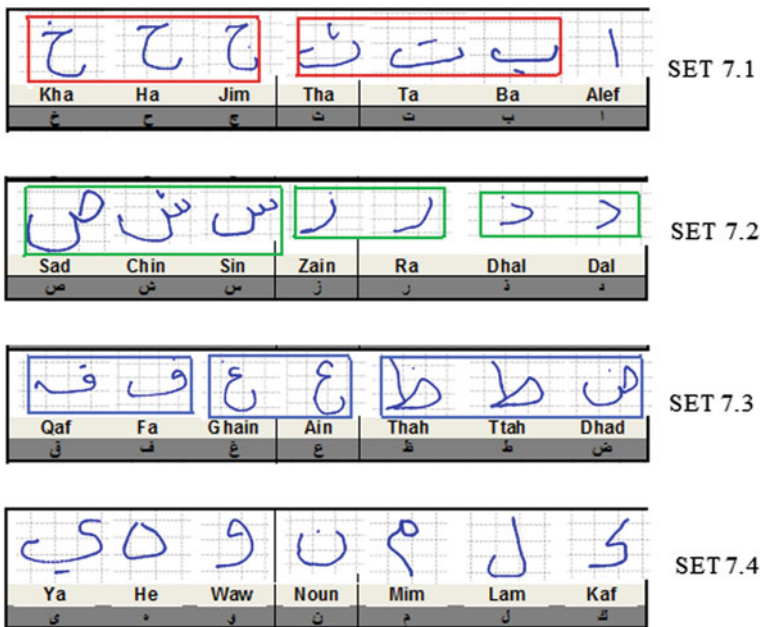 ا ب ت ث ج ح خ
Kha Ha Jim Tha Ta Ba Alef SET 7.1
ا ب ت ث ج ح خ
د ذ ر ز س ش ص
Sad Chin Sin Zain Ra Dhal Dal SET 7.2
د ذ ر ز س ش ص
ض ط ظ ع غ ف ق
Qaf Fa Ghain Ain Thah Ttah Dhad SET 7.3
ض ط ظ ع غ ف ق
ك ل م ن و ه ي
Ya He Waw Noun Mim Lam Kaf SET 7.4
ك ل م ن و ه ى